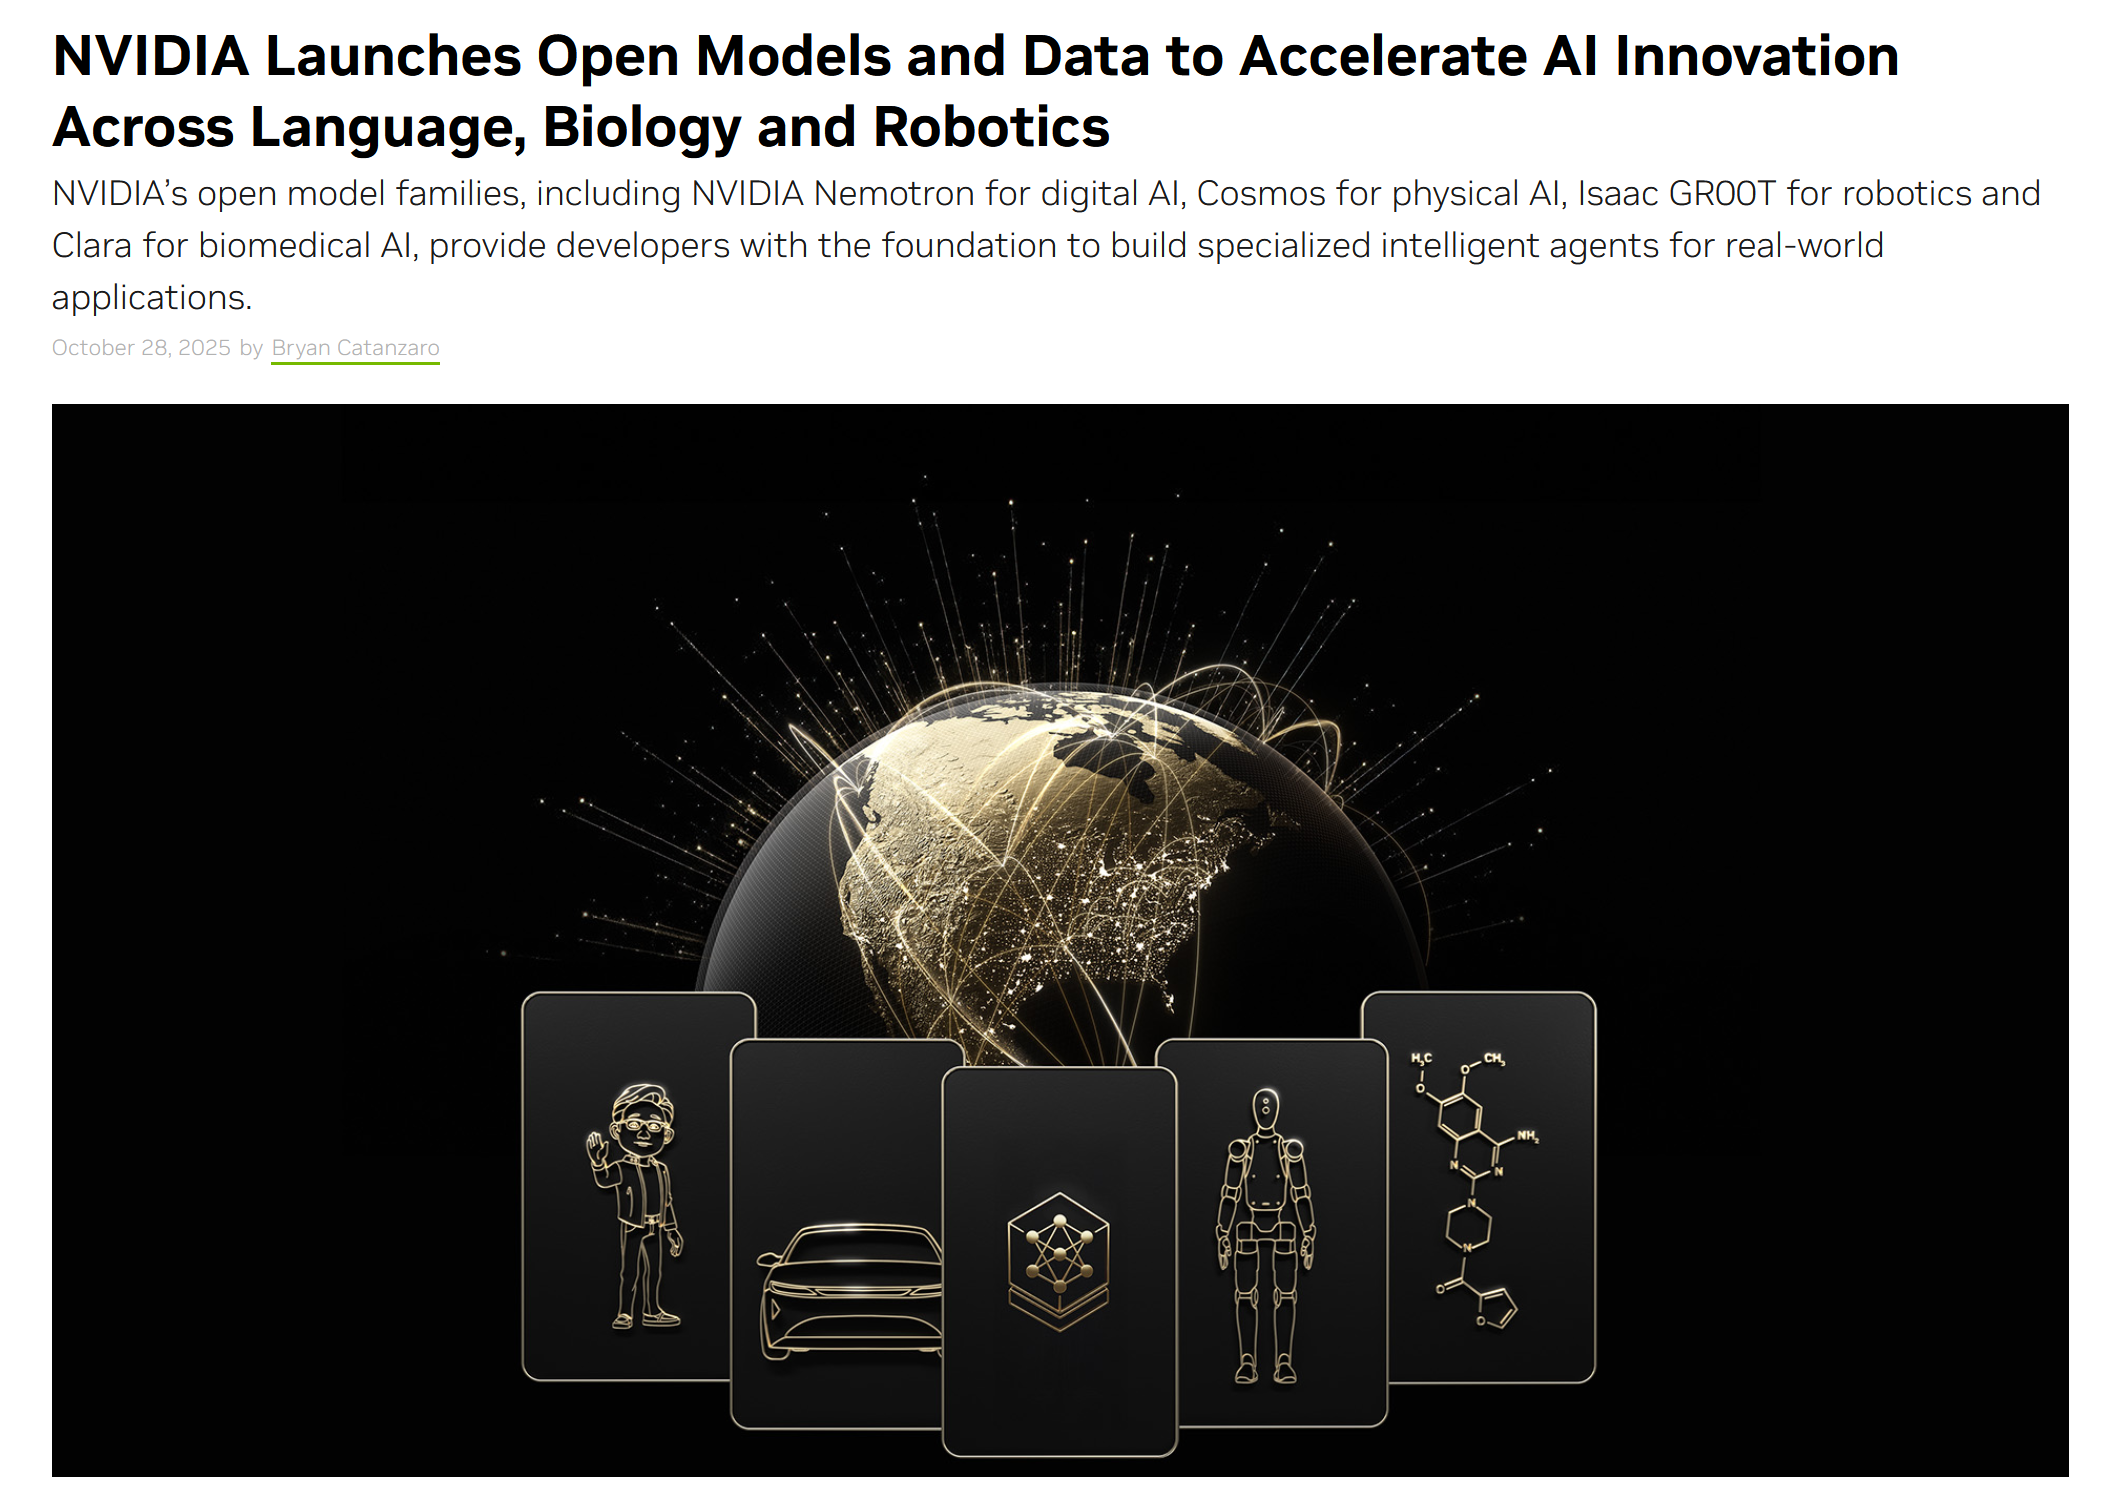 NVIDIA Launches Open Models and Data to Accelerate AI Innovation
Across Language, Biology and Robotics
NVIDIA’s open model families, including NVIDIA Nemotron for digital AI, Cosmos for physical AI, Isaac GR00T for robotics and
Clara for biomedical AI, provide developers with the foundation to build specialized intelligent agents for real-world
applications.
October 28, 2025 by Bryan Catanzaro
H₃C
CH₃
O
O
NH₂
N
N
N
N
O
O